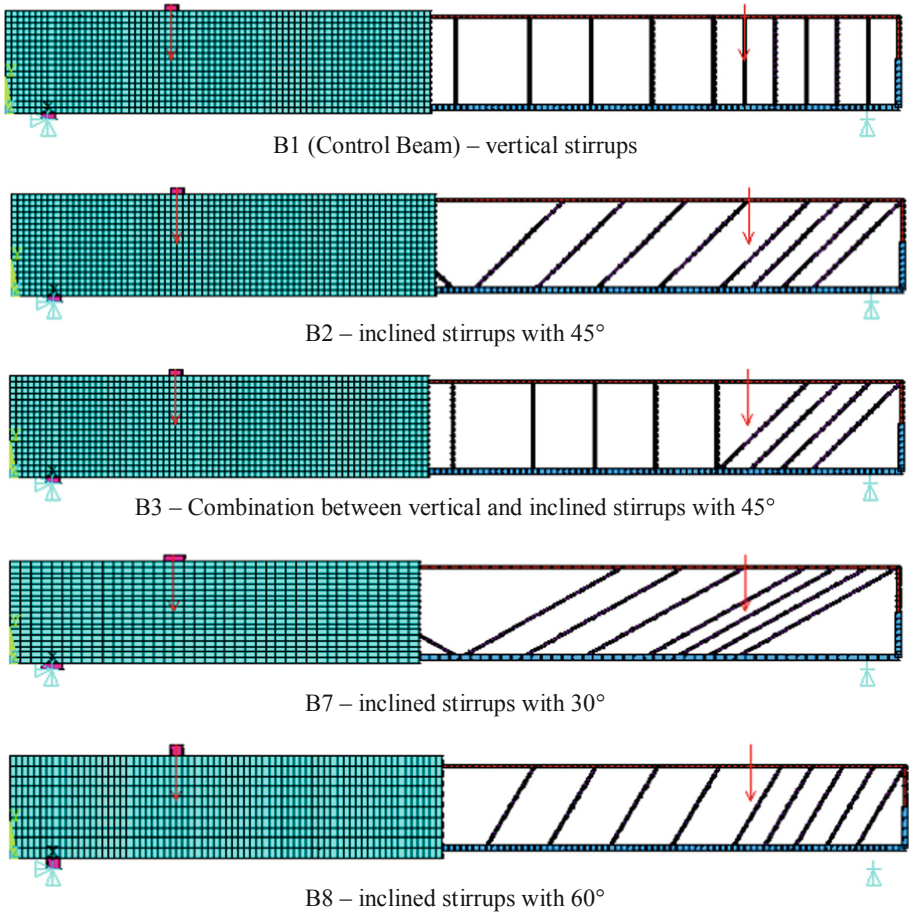 B1 (Control Beam) – vertical stirrups
B2 – inclined stirrups with 45°
B3 – Combination between vertical and inclined stirrups with 45°
B7 – inclined stirrups with 30°
B8 – inclined stirrups with 60°